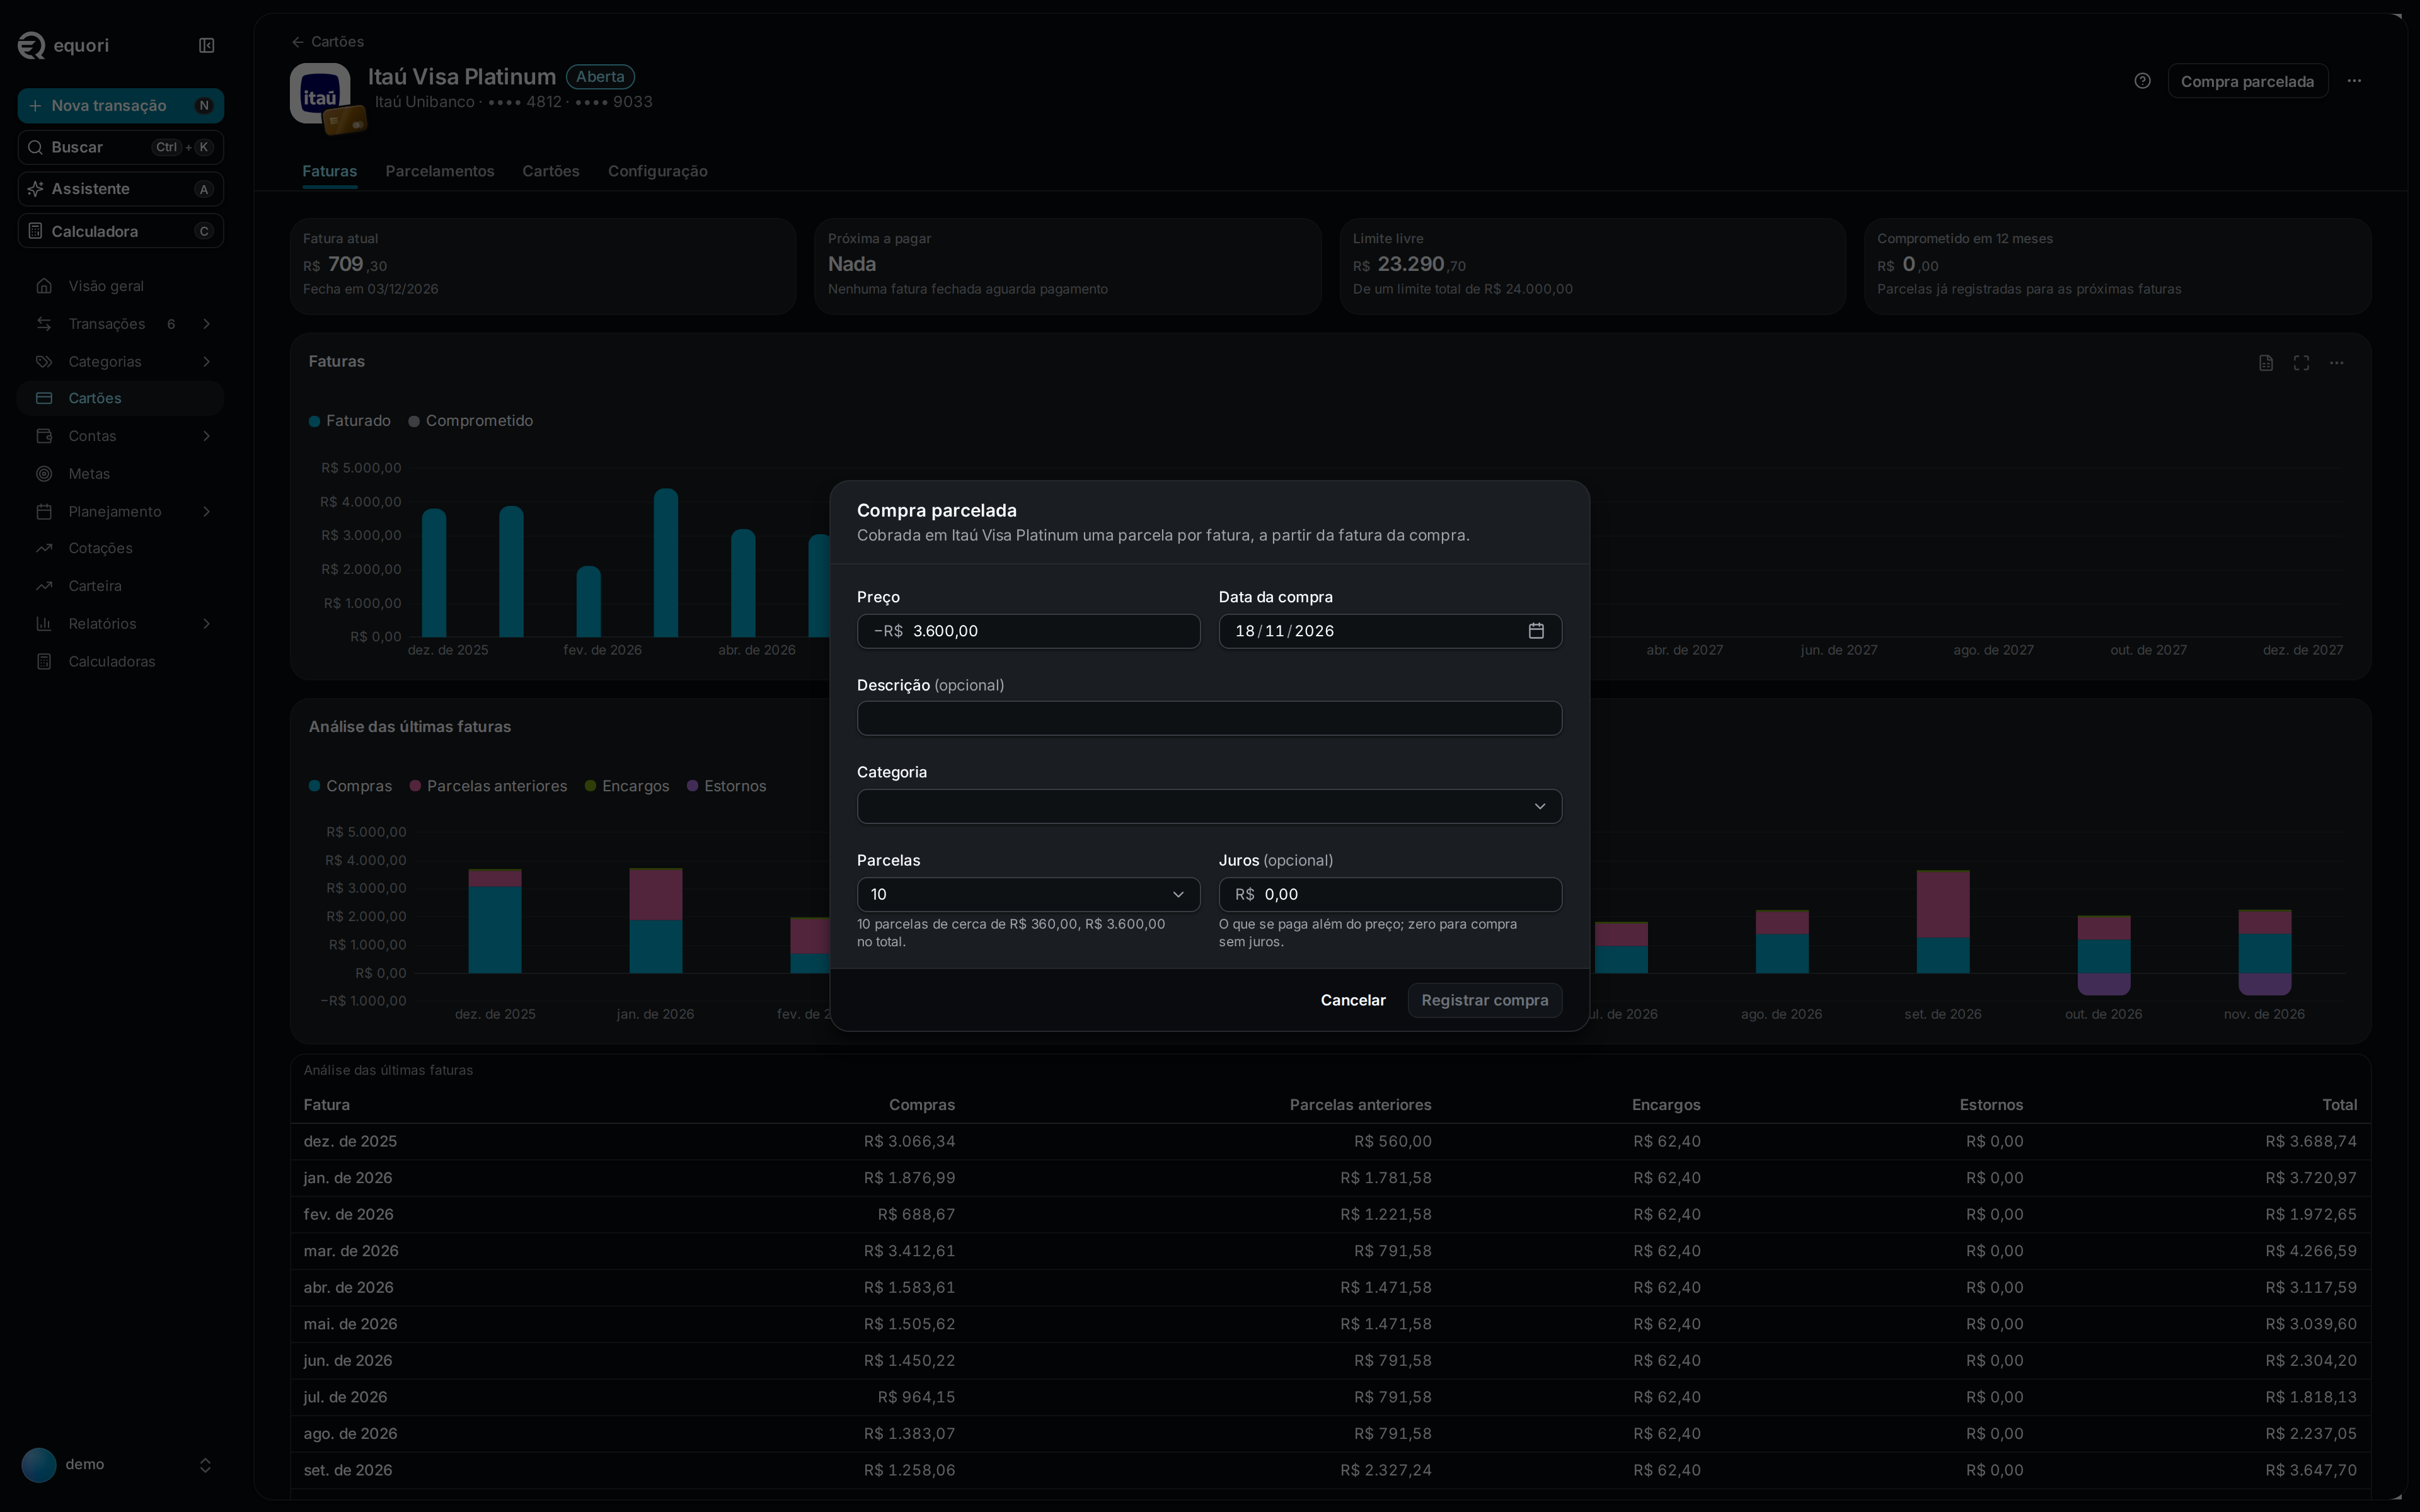 equori
Nova transação N
Buscar Ctrl + K
Assistente A
Calculadora C
Visão geral
Transações 6
Categorias
Cartões
Contas
Metas
Planejamento
Cotações
Carteira
Relatórios
Calculadoras
demo
Cartões
itaú
Itaú Visa Platinum Aberta
Itaú Unibanco · •••• 4812 · •••• 9033
Compra parcelada
Faturas Parcelamentos Cartões Configuração
Fatura atual
R$ 709,30
Fecha em 03/12/2026
Próxima a pagar
Nada
Nenhuma fatura fechada aguarda pagamento
Limite livre
R$ 23.290,70
De um limite total de R$ 24.000,00
Comprometido em 12 meses
R$ 0,00
Parcelas já registradas para as próximas faturas
Faturas
Faturado Comprometido
R$ 5.000,00
R$ 4.000,00
R$ 3.000,00
R$ 2.000,00
R$ 1.000,00
R$ 0,00
dez. de 2025 fev. de 2026 abr. de 2026 abr. de 2027 jun. de 2027 ago. de 2027 out. de 2027 dez. de 2027
Compra parcelada
Cobrada em Itaú Visa Platinum uma parcela por fatura, a partir da fatura da compra.
Preço
−R$ 3.600,00
Data da compra
18/11/2026
Descrição (opcional)
Categoria
Parcelas
10
10 parcelas de cerca de R$ 360,00, R$ 3.600,00
no total.
Juros (opcional)
R$ 0,00
O que se paga além do preço; zero para compra
sem juros.
Cancelar Registrar compra
Análise das últimas faturas
Compras Parcelas anteriores Encargos Estornos
R$ 5.000,00
R$ 4.000,00
R$ 3.000,00
R$ 2.000,00
R$ 1.000,00
R$ 0,00
−R$ 1.000,00
dez. de 2025 jan. de 2026 fev. de 2 ul. de 2026 ago. de 2026 set. de 2026 out. de 2026 nov. de 2026
Análise das últimas faturas
Fatura Compras Parcelas anteriores Encargos Estornos Total
dez. de 2025 R$ 3.066,34 R$ 560,00 R$ 62,40 R$ 0,00 R$ 3.688,74
jan. de 2026 R$ 1.876,99 R$ 1.781,58 R$ 62,40 R$ 0,00 R$ 3.720,97
fev. de 2026 R$ 688,67 R$ 1.221,58 R$ 62,40 R$ 0,00 R$ 1.972,65
mar. de 2026 R$ 3.412,61 R$ 791,58 R$ 62,40 R$ 0,00 R$ 4.266,59
abr. de 2026 R$ 1.583,61 R$ 1.471,58 R$ 62,40 R$ 0,00 R$ 3.117,59
mai. de 2026 R$ 1.505,62 R$ 1.471,58 R$ 62,40 R$ 0,00 R$ 3.039,60
jun. de 2026 R$ 1.450,22 R$ 791,58 R$ 62,40 R$ 0,00 R$ 2.304,20
jul. de 2026 R$ 964,15 R$ 791,58 R$ 62,40 R$ 0,00 R$ 1.818,13
ago. de 2026 R$ 1.383,07 R$ 791,58 R$ 62,40 R$ 0,00 R$ 2.237,05
set. de 2026 R$ 1.258,06 R$ 2.327,24 R$ 62,40 R$ 0,00 R$ 3.647,70